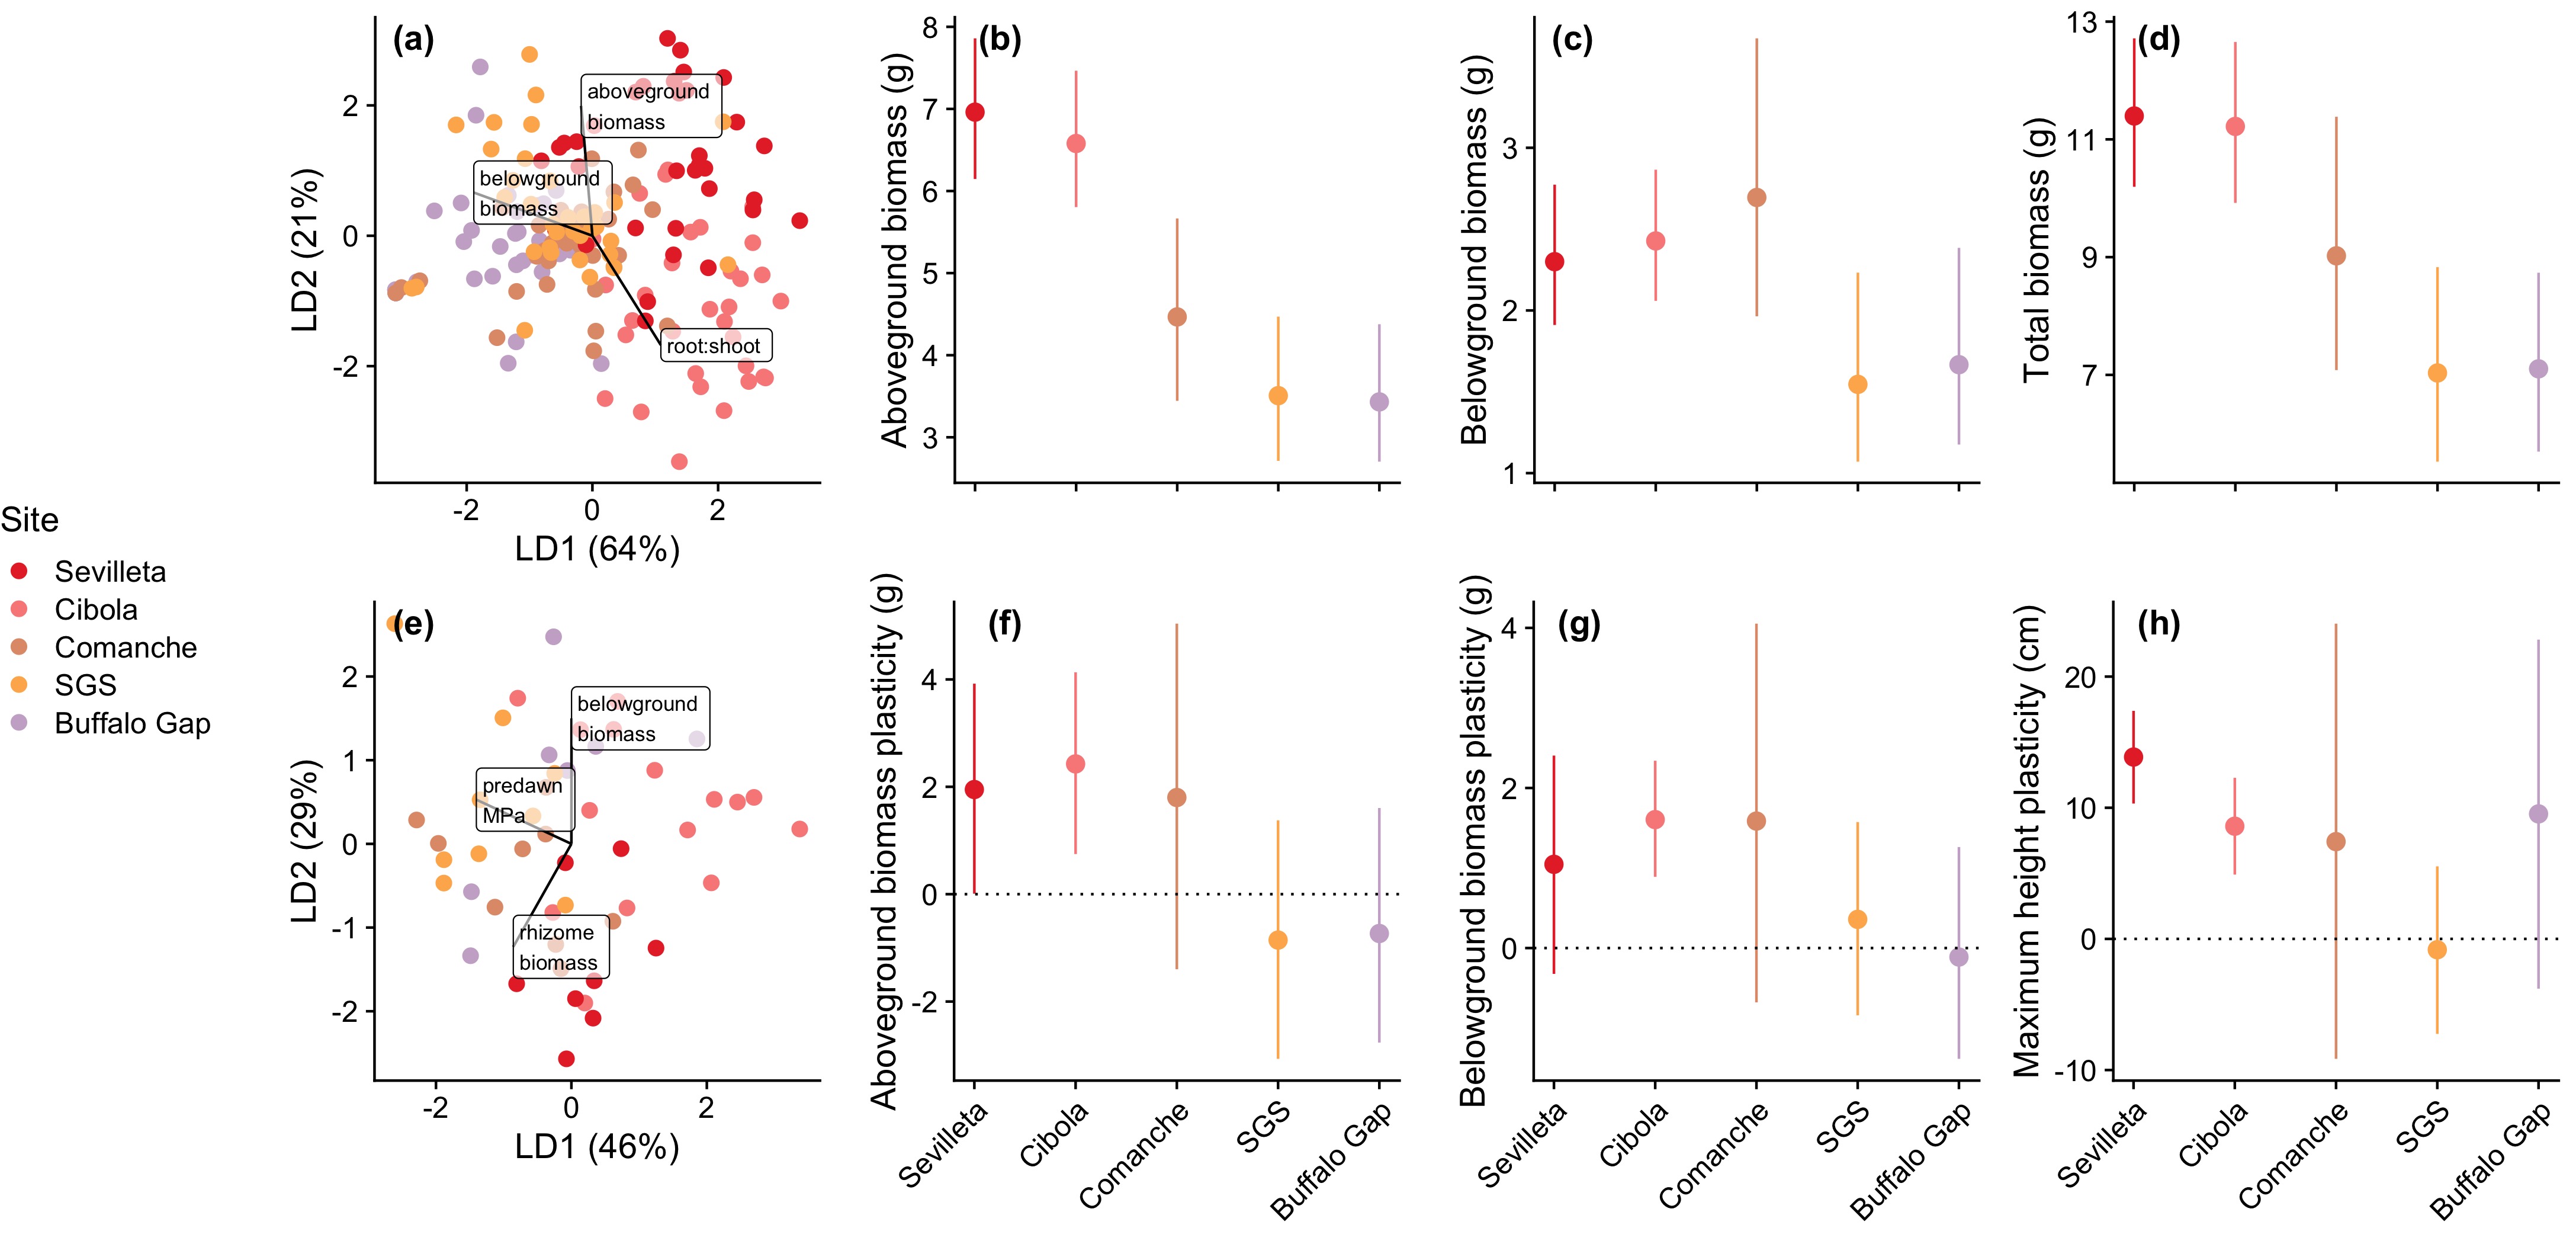 (a)
aboveground
biomass
belowground
biomass
root:shoot
2
0
-2
-2
0
2
LD2 (21%)
LD1 (64%)
(b)
8
7
6
5
4
3
Aboveground biomass (g)
(c)
3
2
1
Belowground biomass (g)
(d)
13
11
9
7
Total biomass (g)
Site
Sevilleta
Cibola
Comanche
SGS
Buffalo Gap
(e)
belowground
biomass
predawn
MPa
rhizome
biomass
2
1
0
-1
-2
-2
0
2
LD2 (29%)
LD1 (46%)
(f)
4
2
0
-2
Aboveground biomass plasticity (g)
Sevilleta
Cibola
Comanche
SGS
Buffalo Gap
(g)
4
2
0
Belowground biomass plasticity (g)
Sevilleta
Cibola
Comanche
SGS
Buffalo Gap
(h)
20
10
0
-10
Maximum height plasticity (cm)
Sevilleta
Cibola
Comanche
SGS
Buffalo Gap